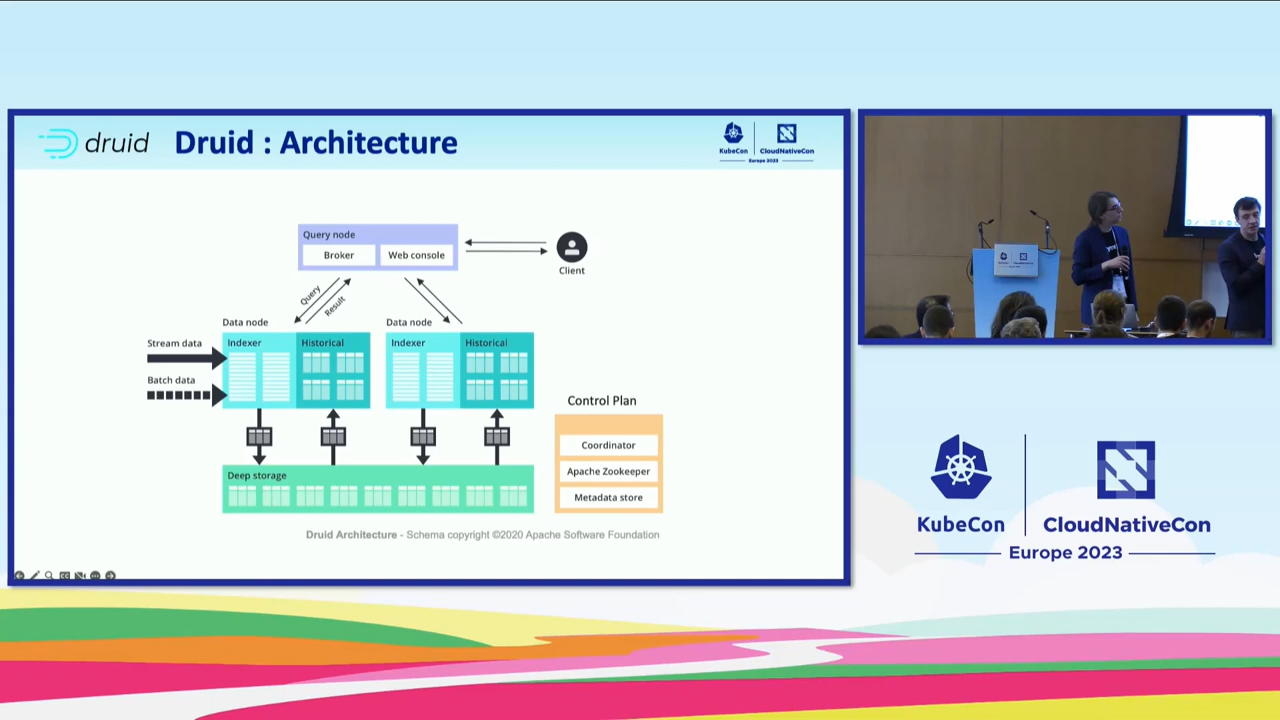 druid
Druid : Architecture
KubeCon
CloudNativeCon
Europe 2023
Query node
Broker
Web console
Client
Query
Result
Data node
Data node
Stream data
Batch data
Indexer
Historical
Indexer
Historical
Control Plan
Coordinator
Apache Zookeeper
Metadata store
Deep storage
Druid Architecture - Schema copyright ©2020 Apache Software Foundation
KubeCon
CloudNativeCon
Europe 2023